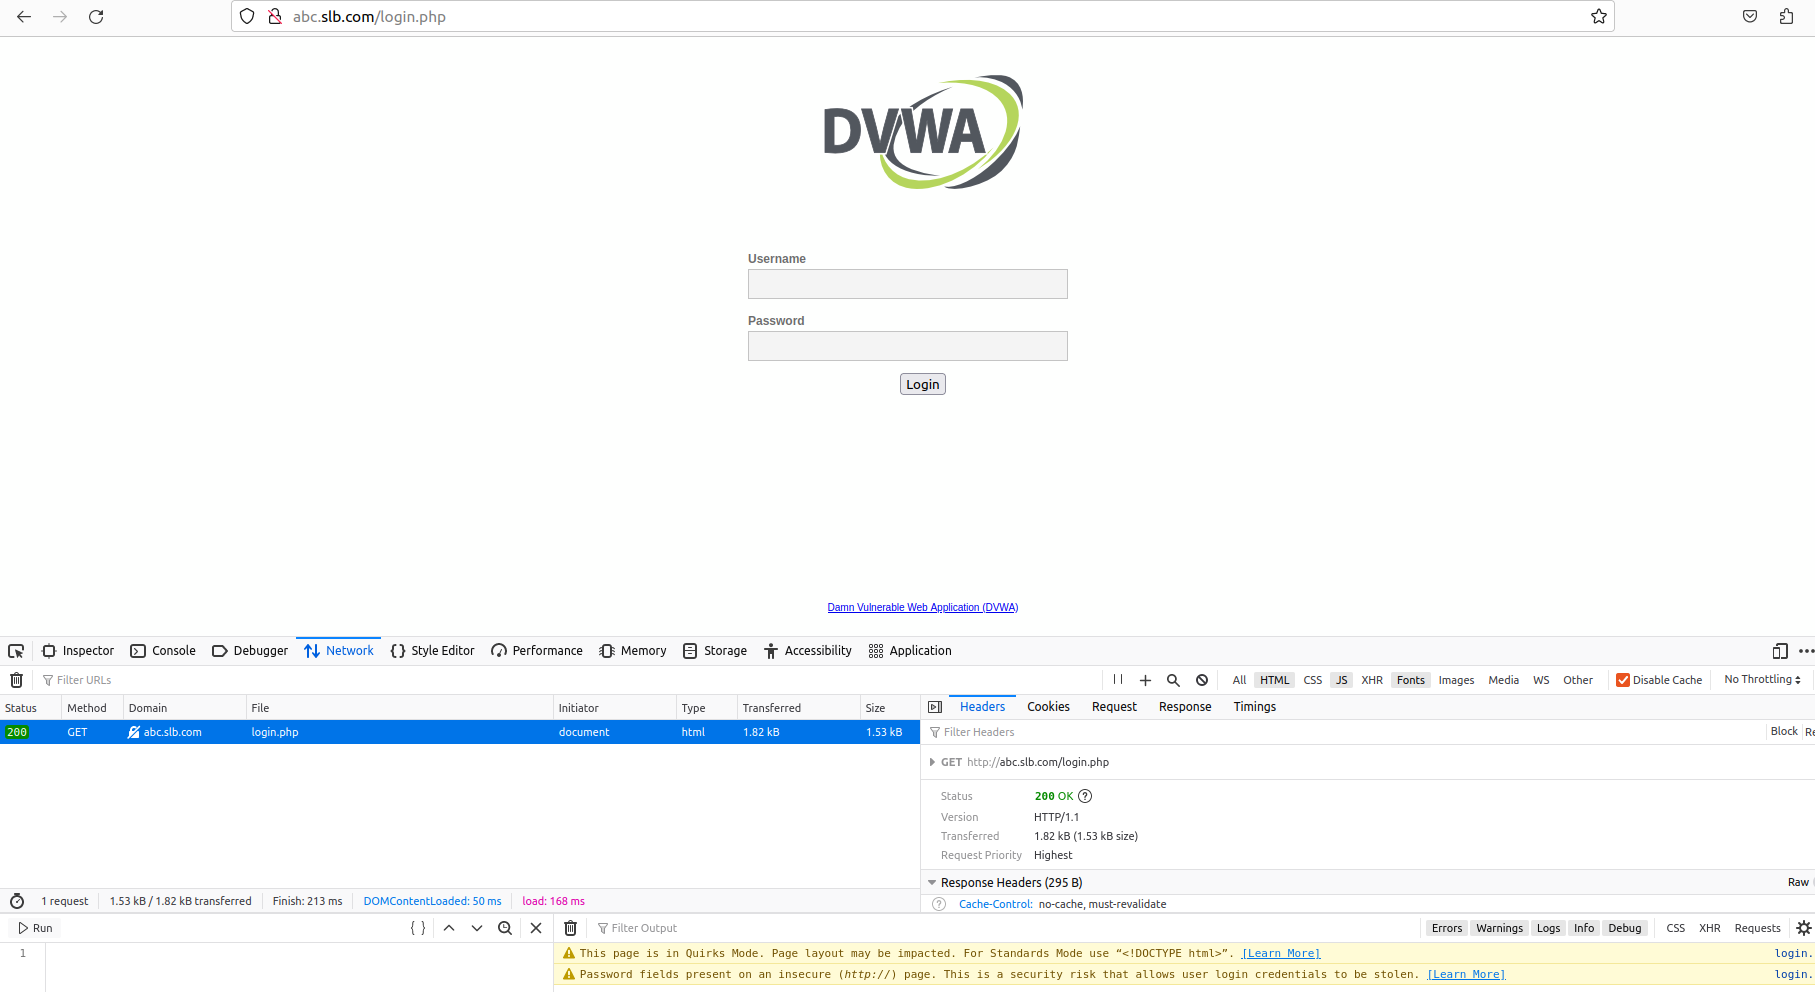 abc.slb.com/login.php
DVWA
Username
Password
Login
Damn Vulnerable Web Application (DVWA)
Inspector Console Debugger Network Style Editor Performance Memory Storage Accessibility Application
Filter URLs All HTML CSS JS XHR Fonts Images Media WS Other Disable Cache No Throttling
Status Method Domain File Initiator Type Transferred Size
200 GET abc.slb.com login.php document html 1.82 kB 1.53 kB
1 request 1.53 kB / 1.82 kB transferred Finish: 213 ms DOMContentLoaded: 50 ms load: 168 ms
Headers Cookies Request Response Timings
Filter Headers Block Re
GET http://abc.slb.com/login.php
Status 200 OK
Version HTTP/1.1
Transferred 1.82 kB (1.53 kB size)
Request Priority Highest
Response Headers (295 B) Raw
Cache-Control: no-cache, must-revalidate
Run
1
Filter Output Errors Warnings Logs Info Debug CSS XHR Requests
This page is in Quirks Mode. Page layout may be impacted. For Standards Mode use “<!DOCTYPE html>”. [Learn More] login.
Password fields present on an insecure (http://) page. This is a security risk that allows user login credentials to be stolen. [Learn More] login.